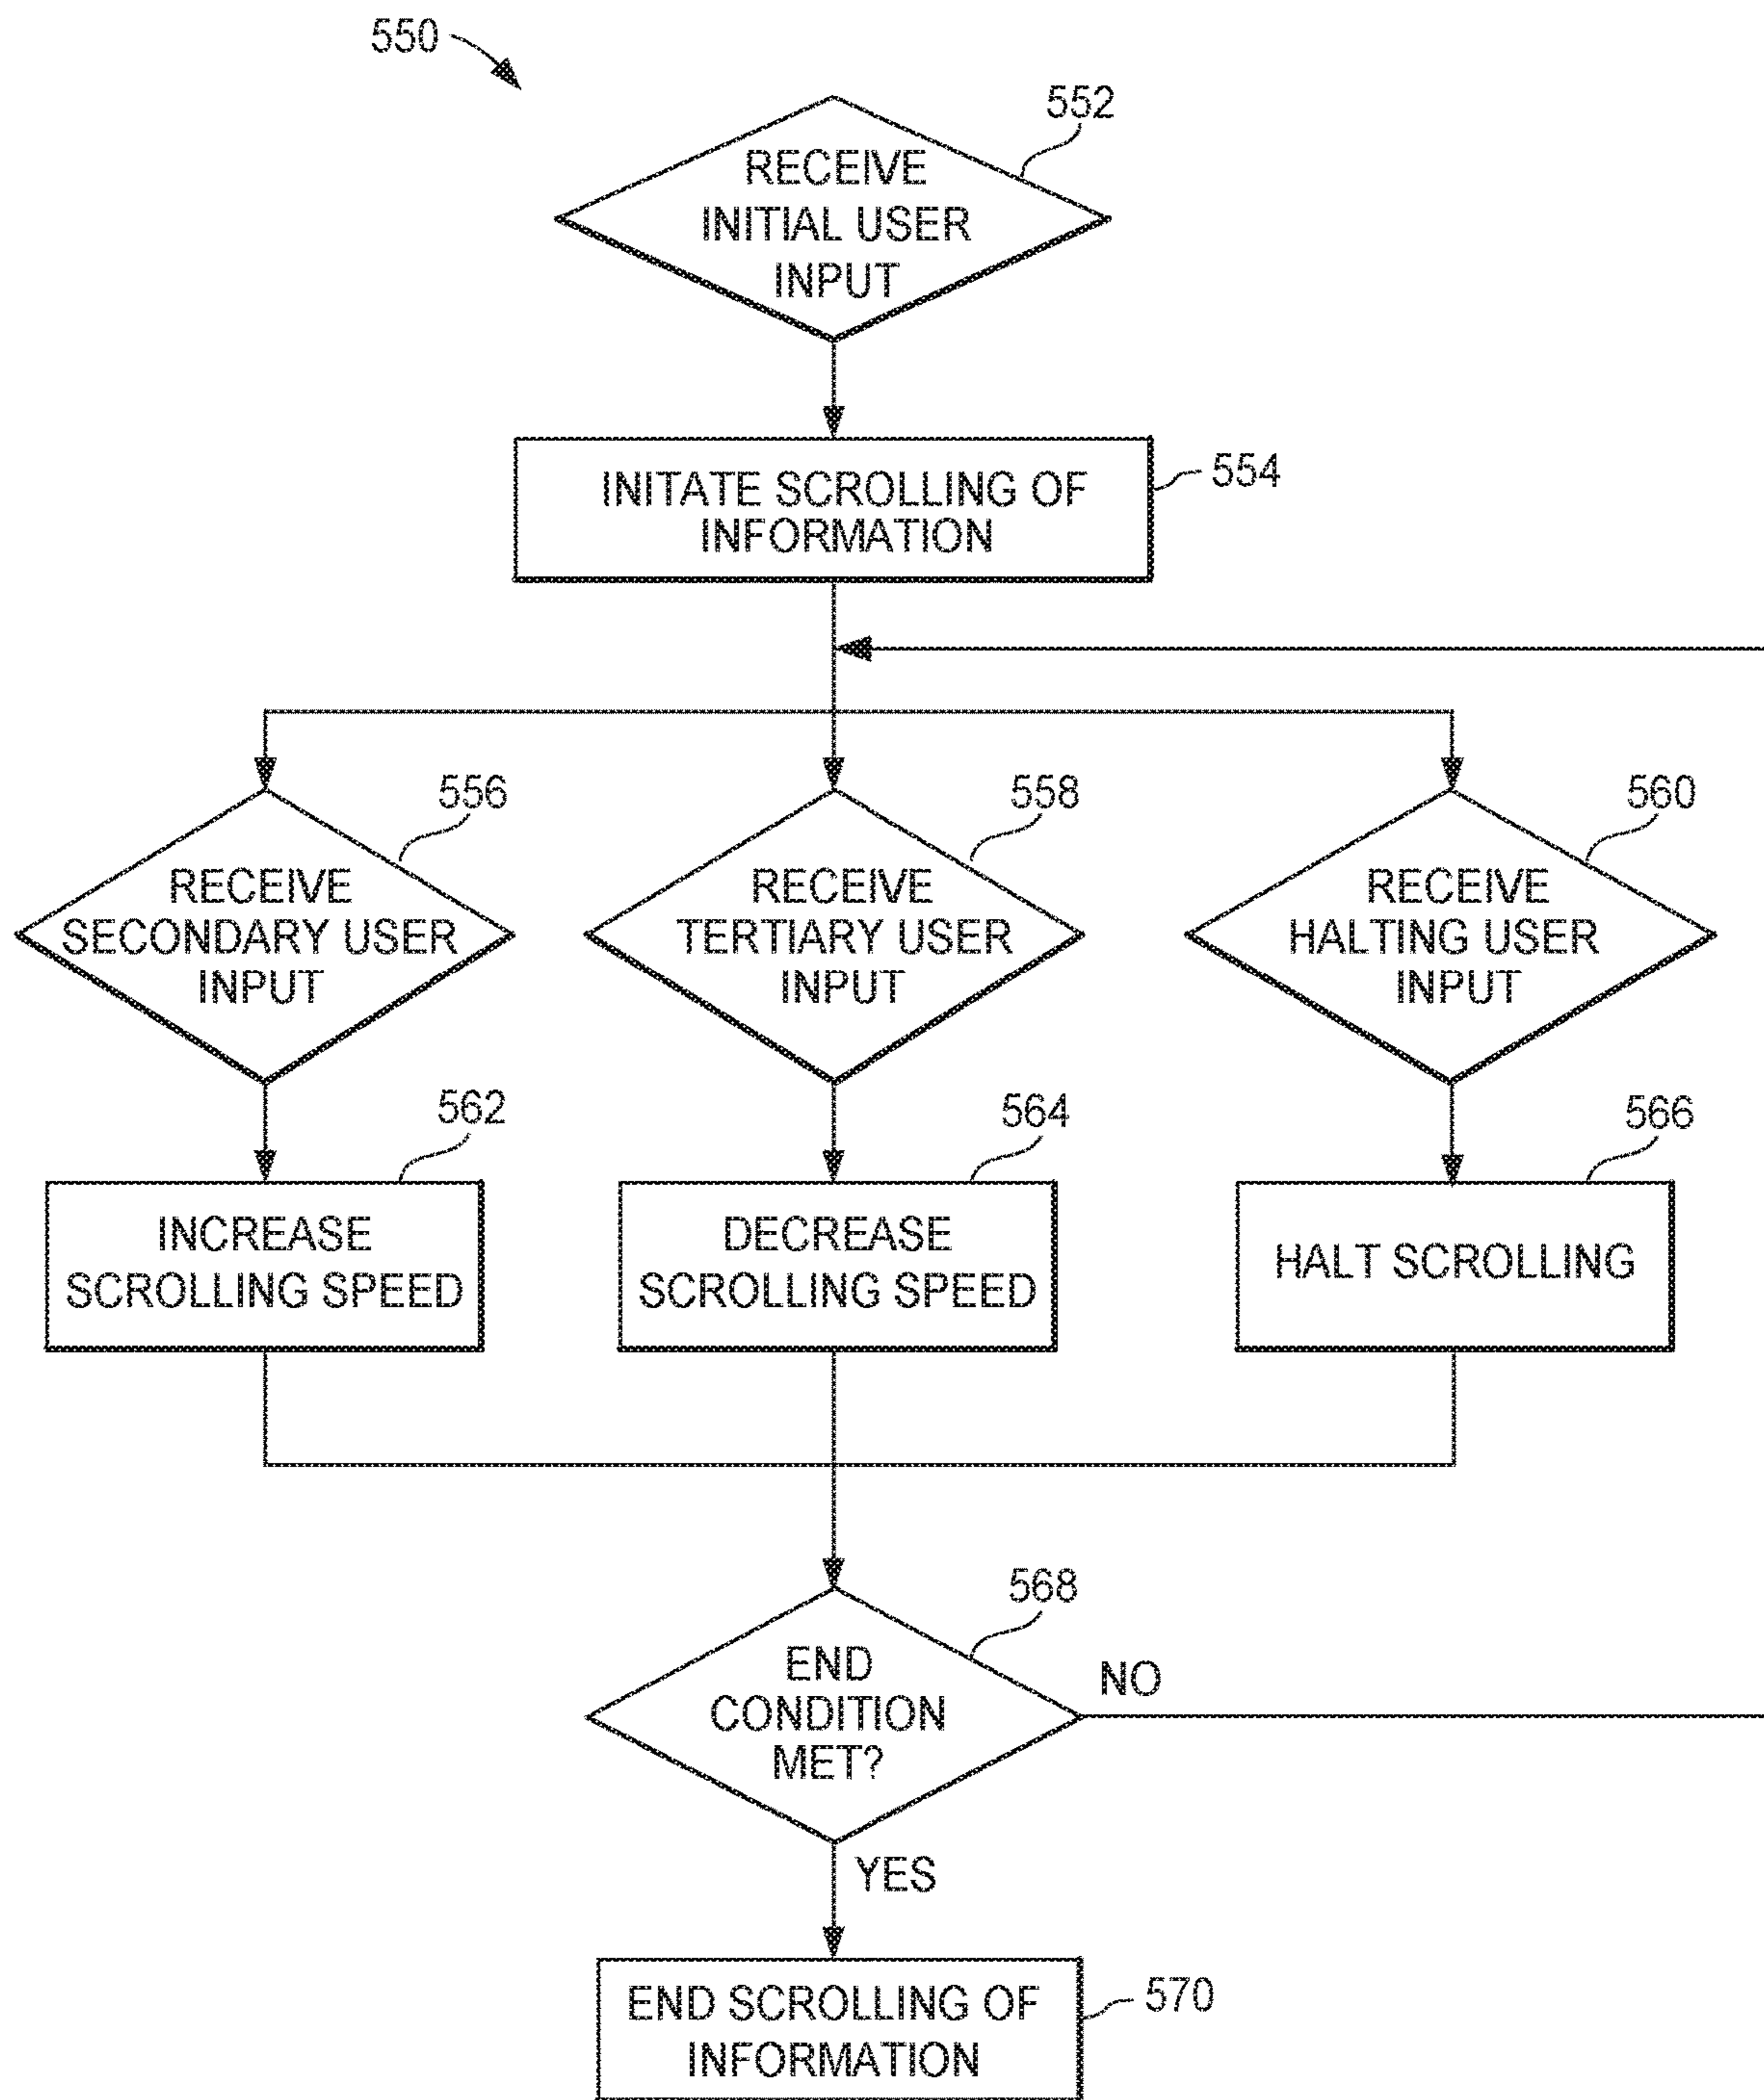 550
552
RECEIVE
INITIAL USER
INPUT
INITATE SCROLLING OF
INFORMATION
554
556
558
560
RECEIVE
SECONDARY USER
INPUT
RECEIVE
TERTIARY USER
INPUT
RECEIVE
HALTING USER
INPUT
562
564
566
INCREASE
SCROLLING SPEED
DECREASE
SCROLLING SPEED
HALT SCROLLING
568
END
CONDITION
MET?
NO
YES
END SCROLLING OF
INFORMATION
570